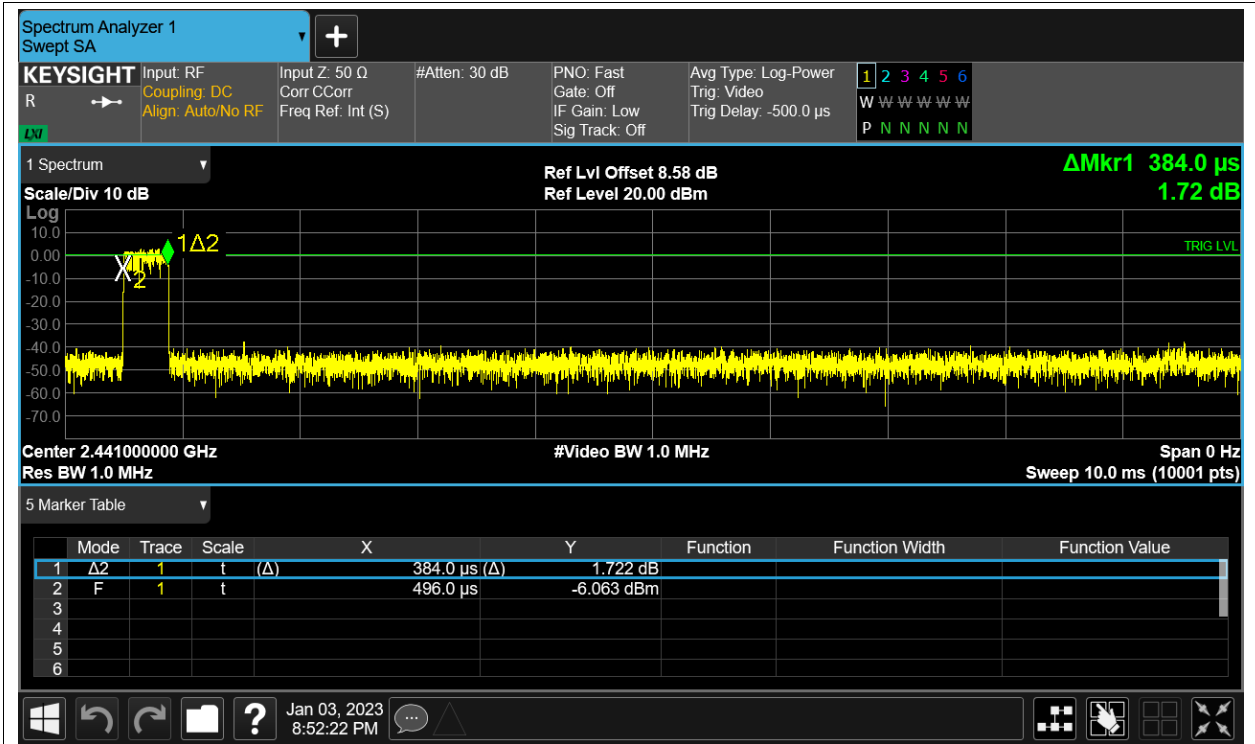 Spectrum Analyzer 1
Swept SA
KEYSIGHT
R
LXI
Input: RF
Coupling: DC
Align: Auto/No RF
Input Z: 50 Ω
Corr CCorr
Freq Ref: Int (S)
#Atten: 30 dB
PNO: Fast
Gate: Off
IF Gain: Low
Sig Track: Off
Avg Type: Log-Power
Trig: Video
Trig Delay: -500.0 µs
1 2 3 4 5 6
W W W W W W
P N N N N N
1 Spectrum
Scale/Div 10 dB
Ref Lvl Offset 8.58 dB
Ref Level 20.00 dBm
ΔMkr1 384.0 µs
1.72 dB
Log
10.0
0.00
-10.0
-20.0
-30.0
-40.0
-50.0
-60.0
-70.0
1Δ2
X2
TRIG LVL
Center 2.441000000 GHz
Res BW 1.0 MHz
#Video BW 1.0 MHz
Span 0 Hz
Sweep 10.0 ms (10001 pts)
5 Marker Table
Mode Trace Scale X Y Function Function Width Function Value
1 Δ2 1 t (Δ) 384.0 µs (Δ) 1.722 dB
2 F 1 t 496.0 µs -6.063 dBm
3
4
5
6
?
Jan 03, 2023
8:52:22 PM